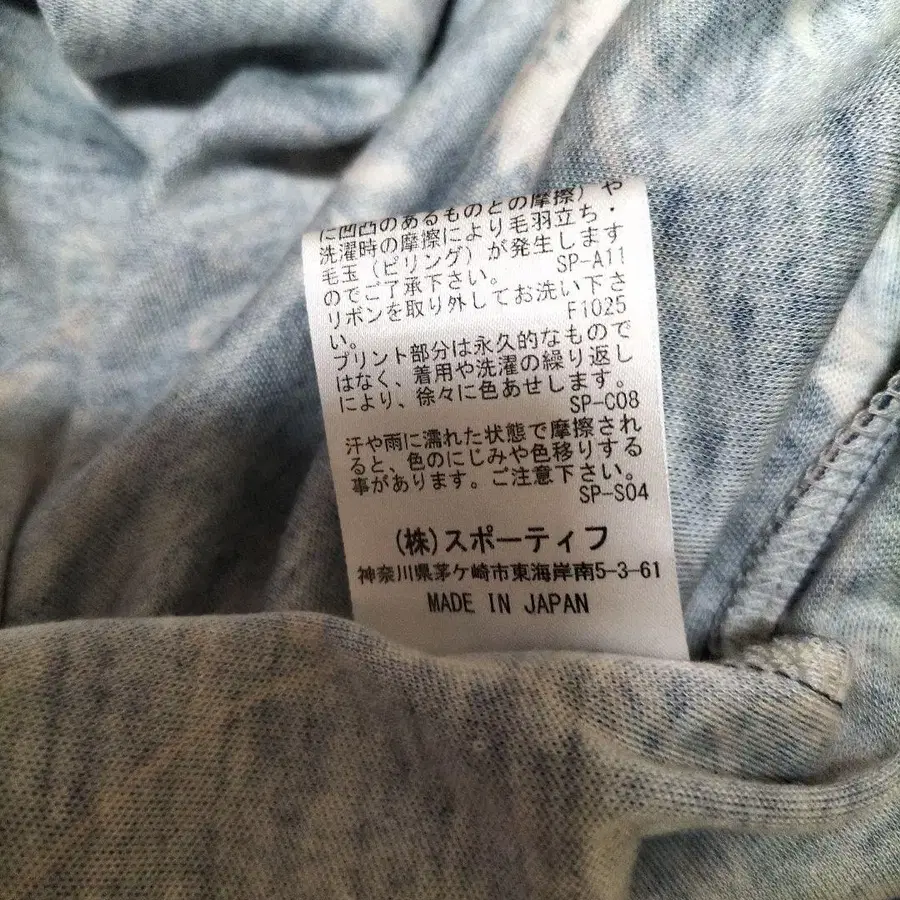 に凹凸のあるものとの摩擦）や
洗濯時の摩擦により毛羽立ち・
毛玉（ピリング）が発生します
のでご了承下さい。 SP-A11
リボンを取り外してお洗い下さ
い。 F1025
プリント部分は永久的なもので
はなく、着用や洗濯の繰り返し
により、徐々に色あせします。
SP-C08
汗や雨に濡れた状態で摩擦され
ると、色のにじみや色移りする
事があります。ご注意下さい。
SP-S04
(株)スポーティフ
神奈川県茅ケ崎市東海岸南5-3-61
MADE IN JAPAN